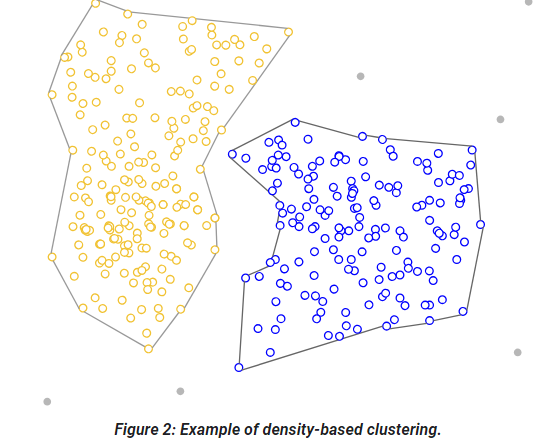 Figure 2: Example of density-based clustering.